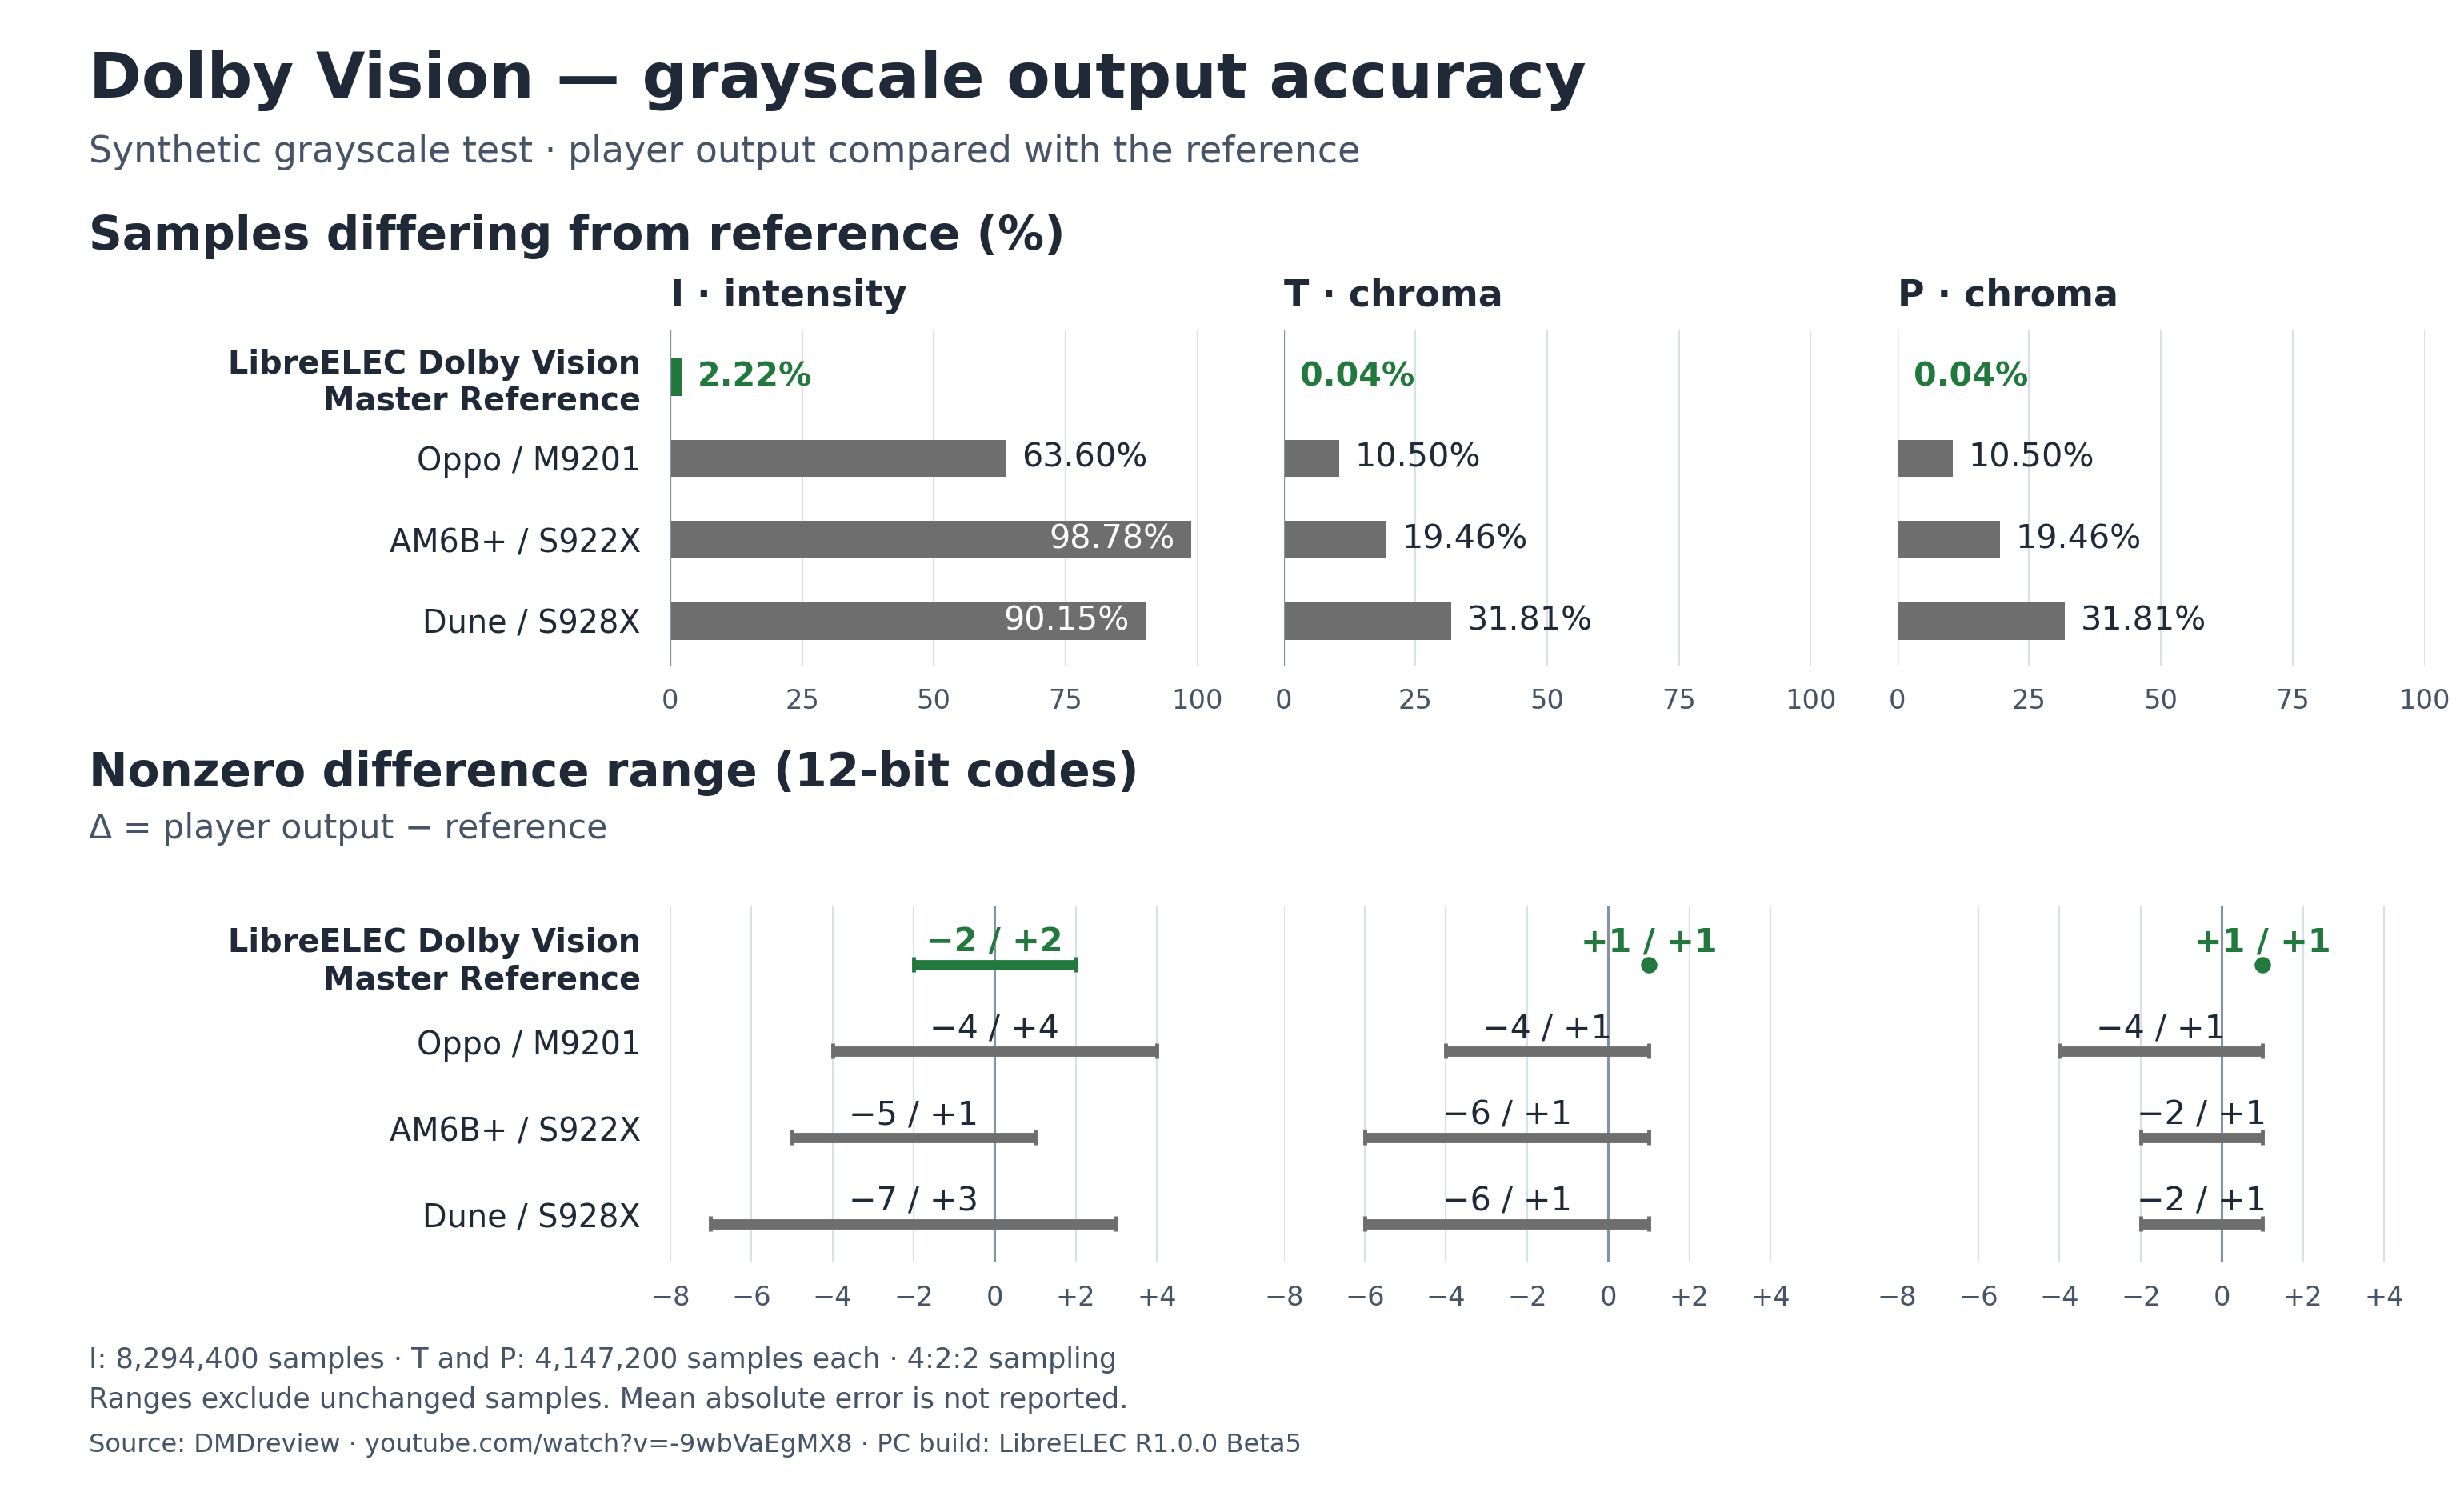 Dolby Vision — grayscale output accuracy
Synthetic grayscale test · player output compared with the reference
Samples differing from reference (%)
I · intensity
T · chroma
P · chroma
LibreELEC Dolby Vision
Master Reference
2.22%
0.04%
0.04%
Oppo / M9201
63.60%
10.50%
10.50%
AM6B+ / S922X
98.78%
19.46%
19.46%
Dune / S928X
90.15%
31.81%
31.81%
0 25 50 75 100
0 25 50 75 100
0 25 50 75 100
Nonzero difference range (12-bit codes)
Δ = player output − reference
LibreELEC Dolby Vision
Master Reference
−2 / +2
+1 / +1
+1 / +1
Oppo / M9201
−4 / +4
−4 / +1
−4 / +1
AM6B+ / S922X
−5 / +1
−6 / +1
−2 / +1
Dune / S928X
−7 / +3
−6 / +1
−2 / +1
−8 −6 −4 −2 0 +2 +4
−8 −6 −4 −2 0 +2 +4
−8 −6 −4 −2 0 +2 +4
I: 8,294,400 samples · T and P: 4,147,200 samples each · 4:2:2 sampling
Ranges exclude unchanged samples. Mean absolute error is not reported.
Source: DMDreview · youtube.com/watch?v=-9wbVaEgMX8 · PC build: LibreELEC R1.0.0 Beta5